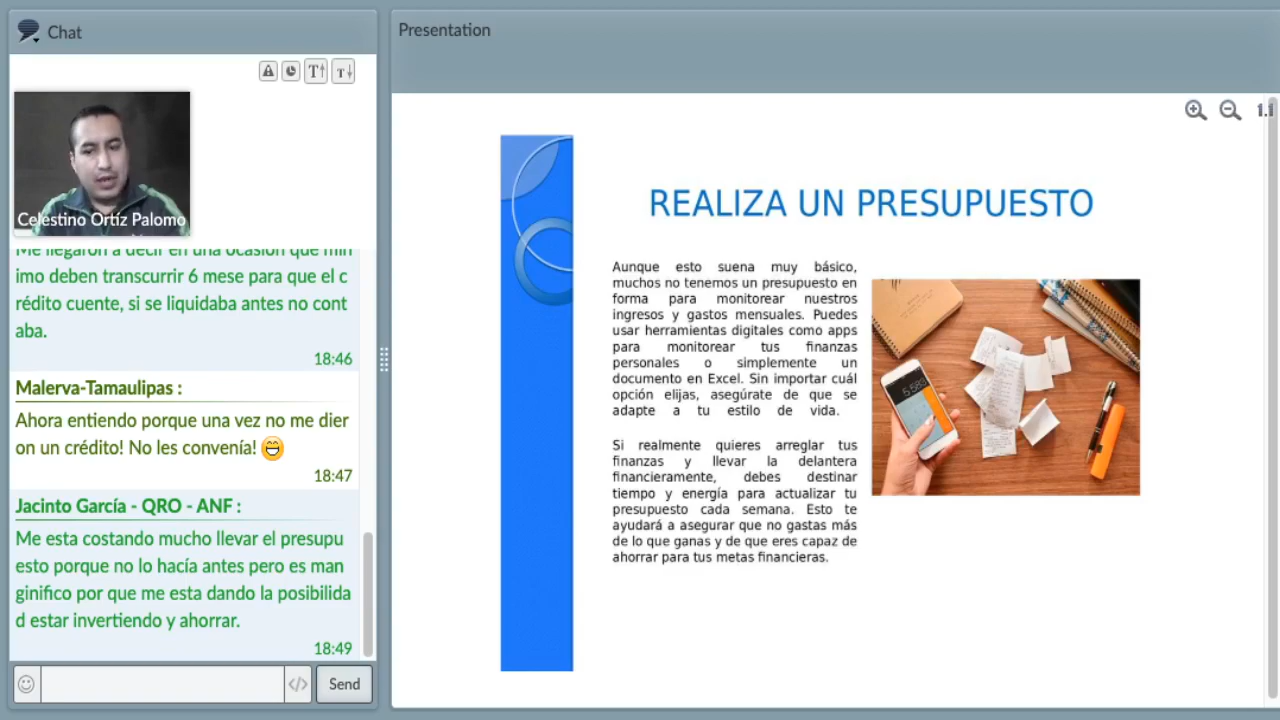 Chat
Presentation
T↑
T↓
Celestino Ortíz Palomo
Me llegaron a decir en una ocasión que mín
imo deben transcurrir 6 mese para que el c
rédito cuente, si se liquidaba antes no cont
aba.
18:46
Malerva-Tamaulipas :
Ahora entiendo porque una vez no me dier
on un crédito! No les convenía! 😁
18:47
Jacinto García - QRO - ANF :
Me esta costando mucho llevar el presupu
esto porque no lo hacía antes pero es man
ginifico por que me esta dando la posibilida
d estar invertiendo y ahorrar.
18:49
</>
Send
REALIZA UN PRESUPUESTO
Aunque esto suena muy básico,
muchos no tenemos un presupuesto en
forma para monitorear nuestros
ingresos y gastos mensuales. Puedes
usar herramientas digitales como apps
para monitorear tus finanzas
personales o simplemente un
documento en Excel. Sin importar cuál
opción elijas, asegúrate de que se
adapte a tu estilo de vida.
Si realmente quieres arreglar tus
finanzas y llevar la delantera
financieramente, debes destinar
tiempo y energía para actualizar tu
presupuesto cada semana. Esto te
ayudará a asegurar que no gastas más
de lo que ganas y de que eres capaz de
ahorrar para tus metas financieras.